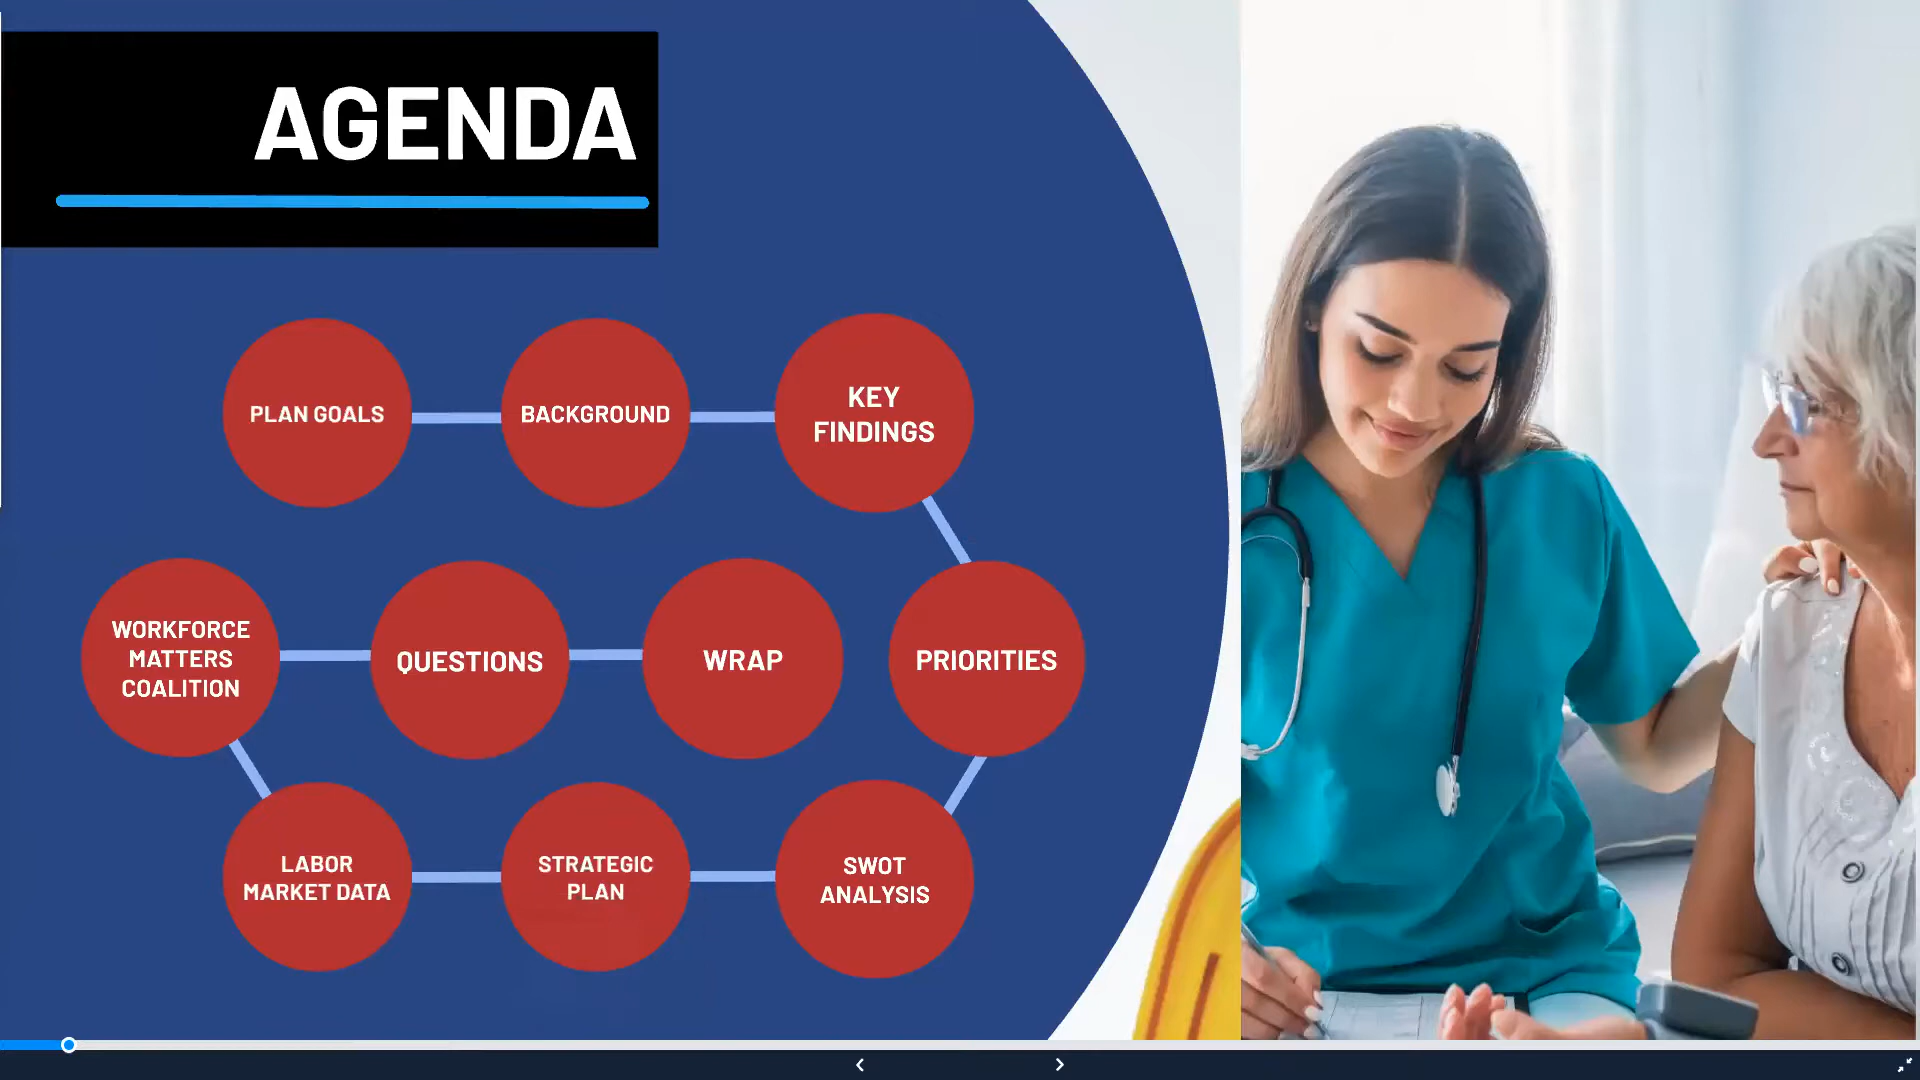 AGENDA
PLAN GOALS
BACKGROUND
KEY
FINDINGS
WORKFORCE
MATTERS
COALITION
QUESTIONS
WRAP
PRIORITIES
LABOR
MARKET DATA
STRATEGIC
PLAN
SWOT
ANALYSIS